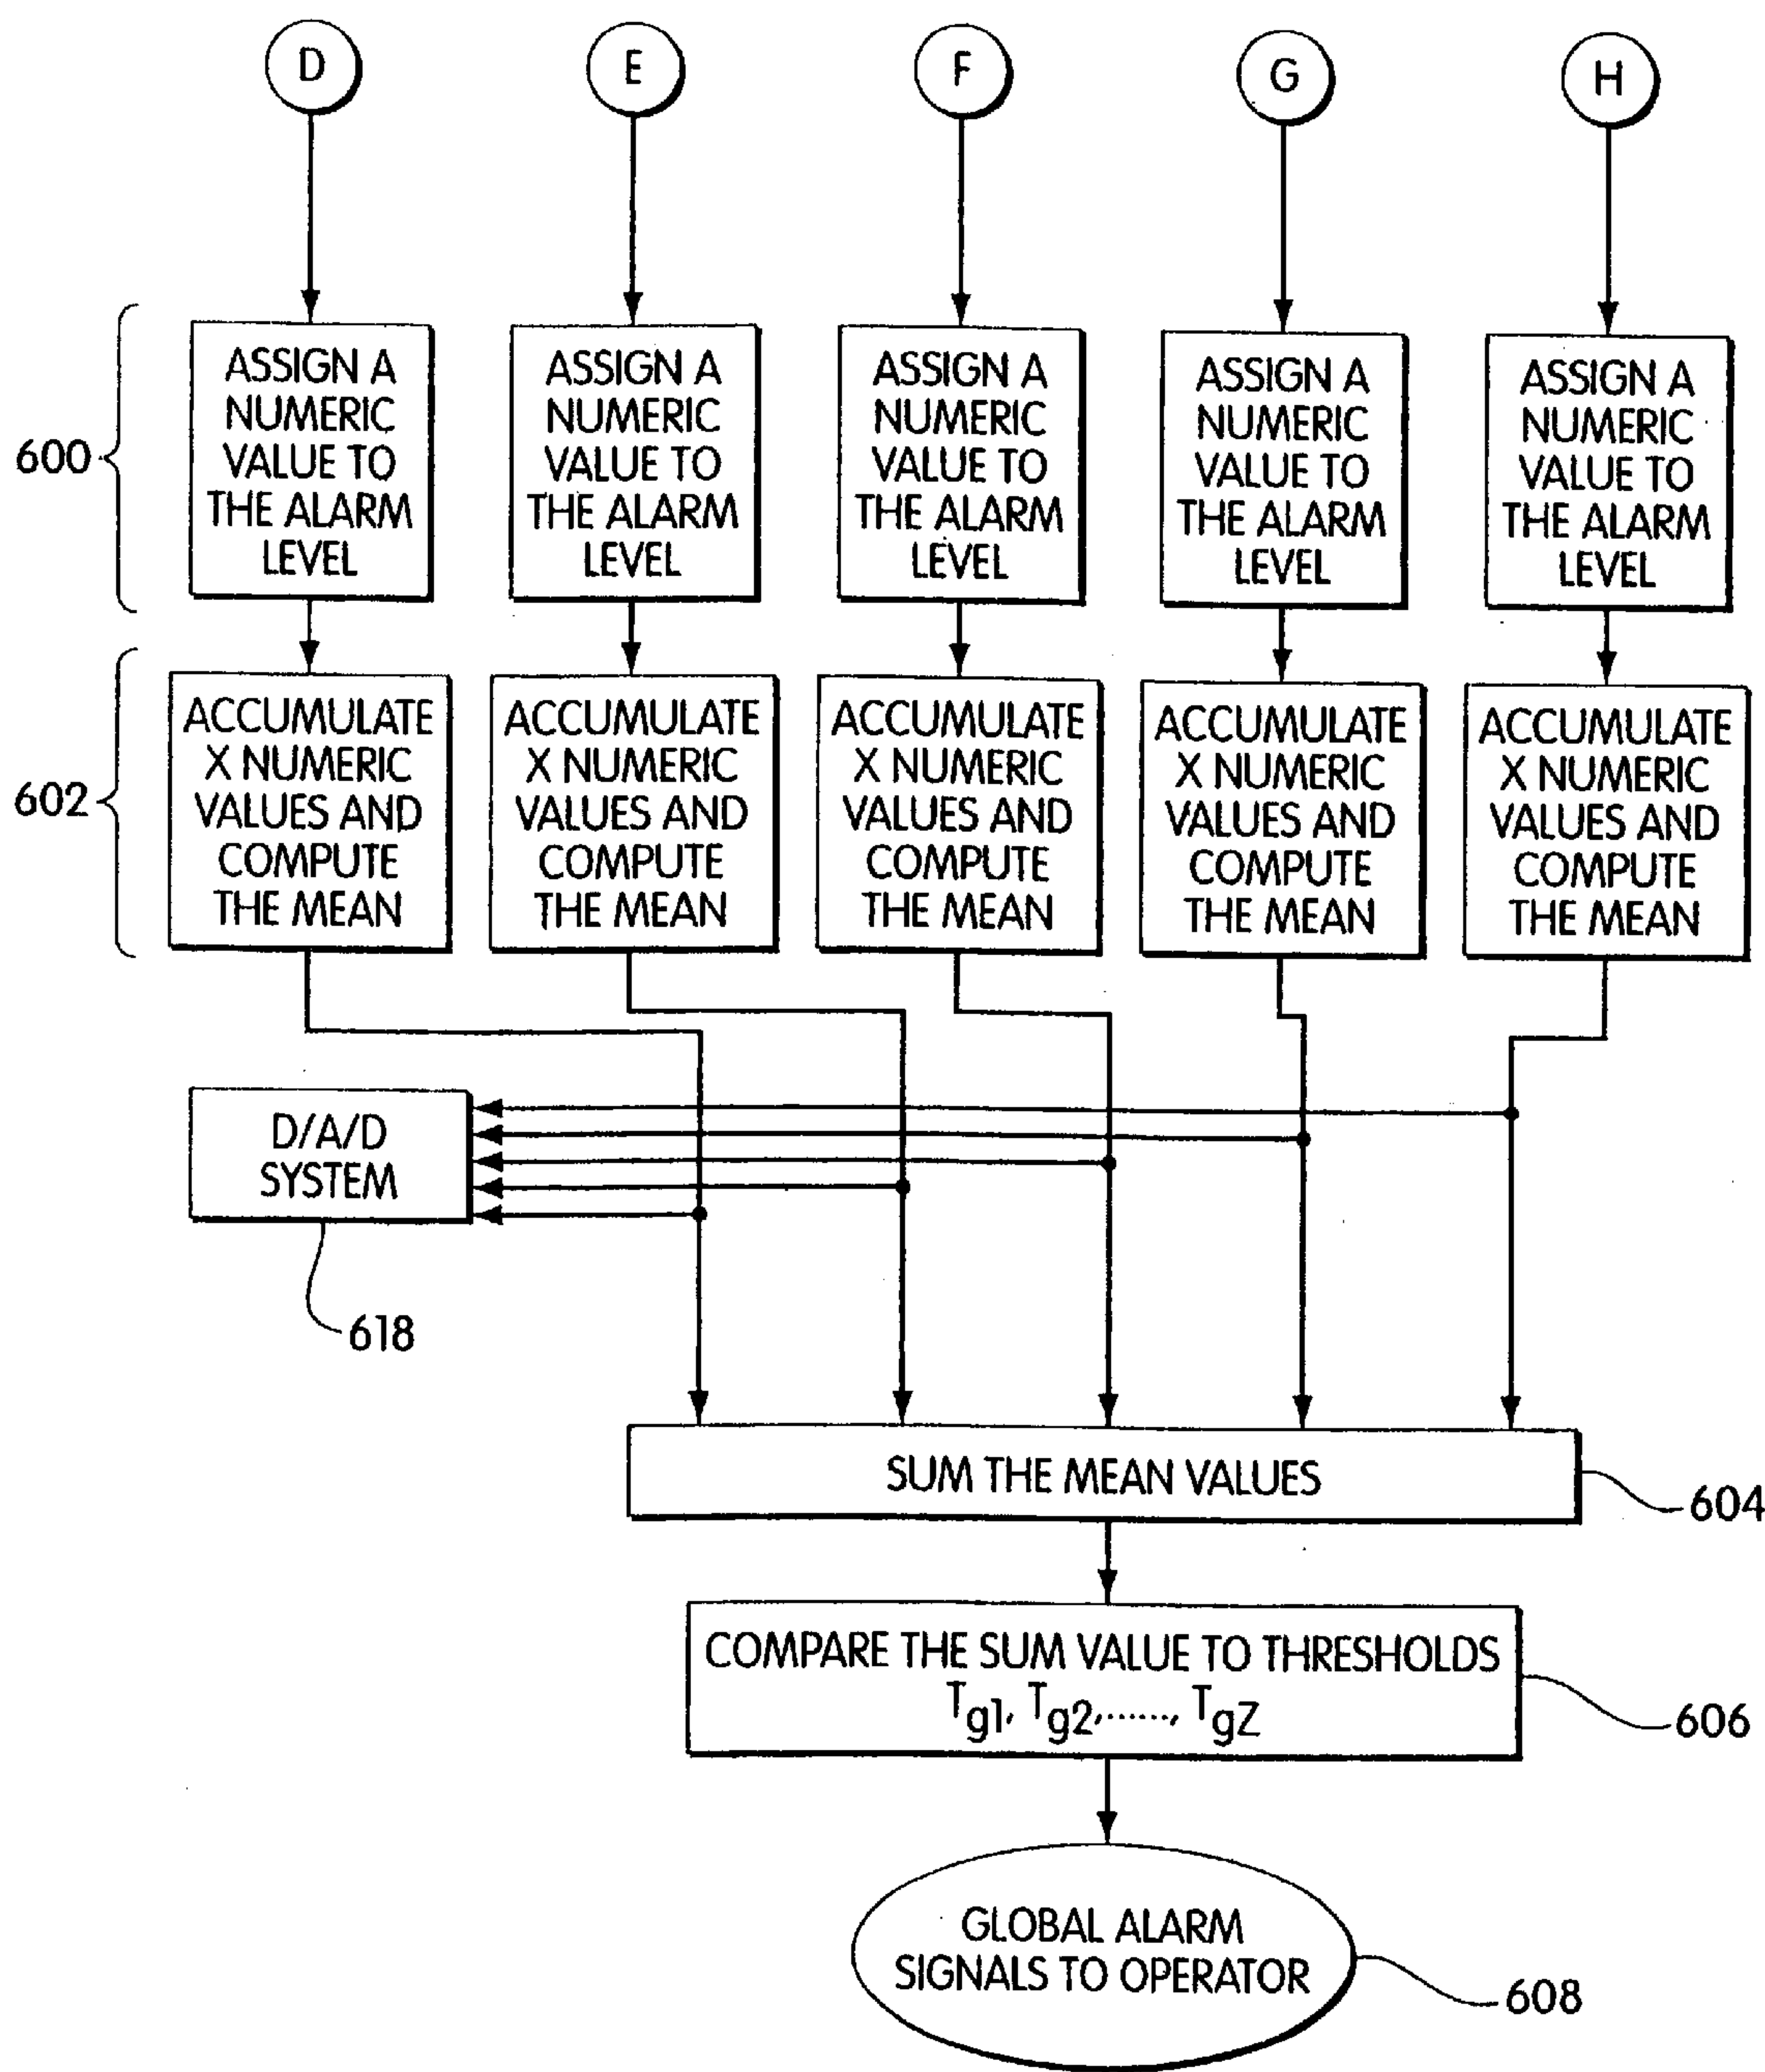 D
E
F
G
H
600
ASSIGN A
NUMERIC
VALUE TO
THE ALARM
LEVEL
ASSIGN A
NUMERIC
VALUE TO
THE ALARM
LEVEL
ASSIGN A
NUMERIC
VALUE TO
THE ALARM
LEVEL
ASSIGN A
NUMERIC
VALUE TO
THE ALARM
LEVEL
ASSIGN A
NUMERIC
VALUE TO
THE ALARM
LEVEL
602
ACCUMULATE
X NUMERIC
VALUES AND
COMPUTE
THE MEAN
ACCUMULATE
X NUMERIC
VALUES AND
COMPUTE
THE MEAN
ACCUMULATE
X NUMERIC
VALUES AND
COMPUTE
THE MEAN
ACCUMULATE
X NUMERIC
VALUES AND
COMPUTE
THE MEAN
ACCUMULATE
X NUMERIC
VALUES AND
COMPUTE
THE MEAN
D/A/D
SYSTEM
618
SUM THE MEAN VALUES
604
COMPARE THE SUM VALUE TO THRESHOLDS
Tg1, Tg2,......, TgZ
606
GLOBAL ALARM
SIGNALS TO OPERATOR
608